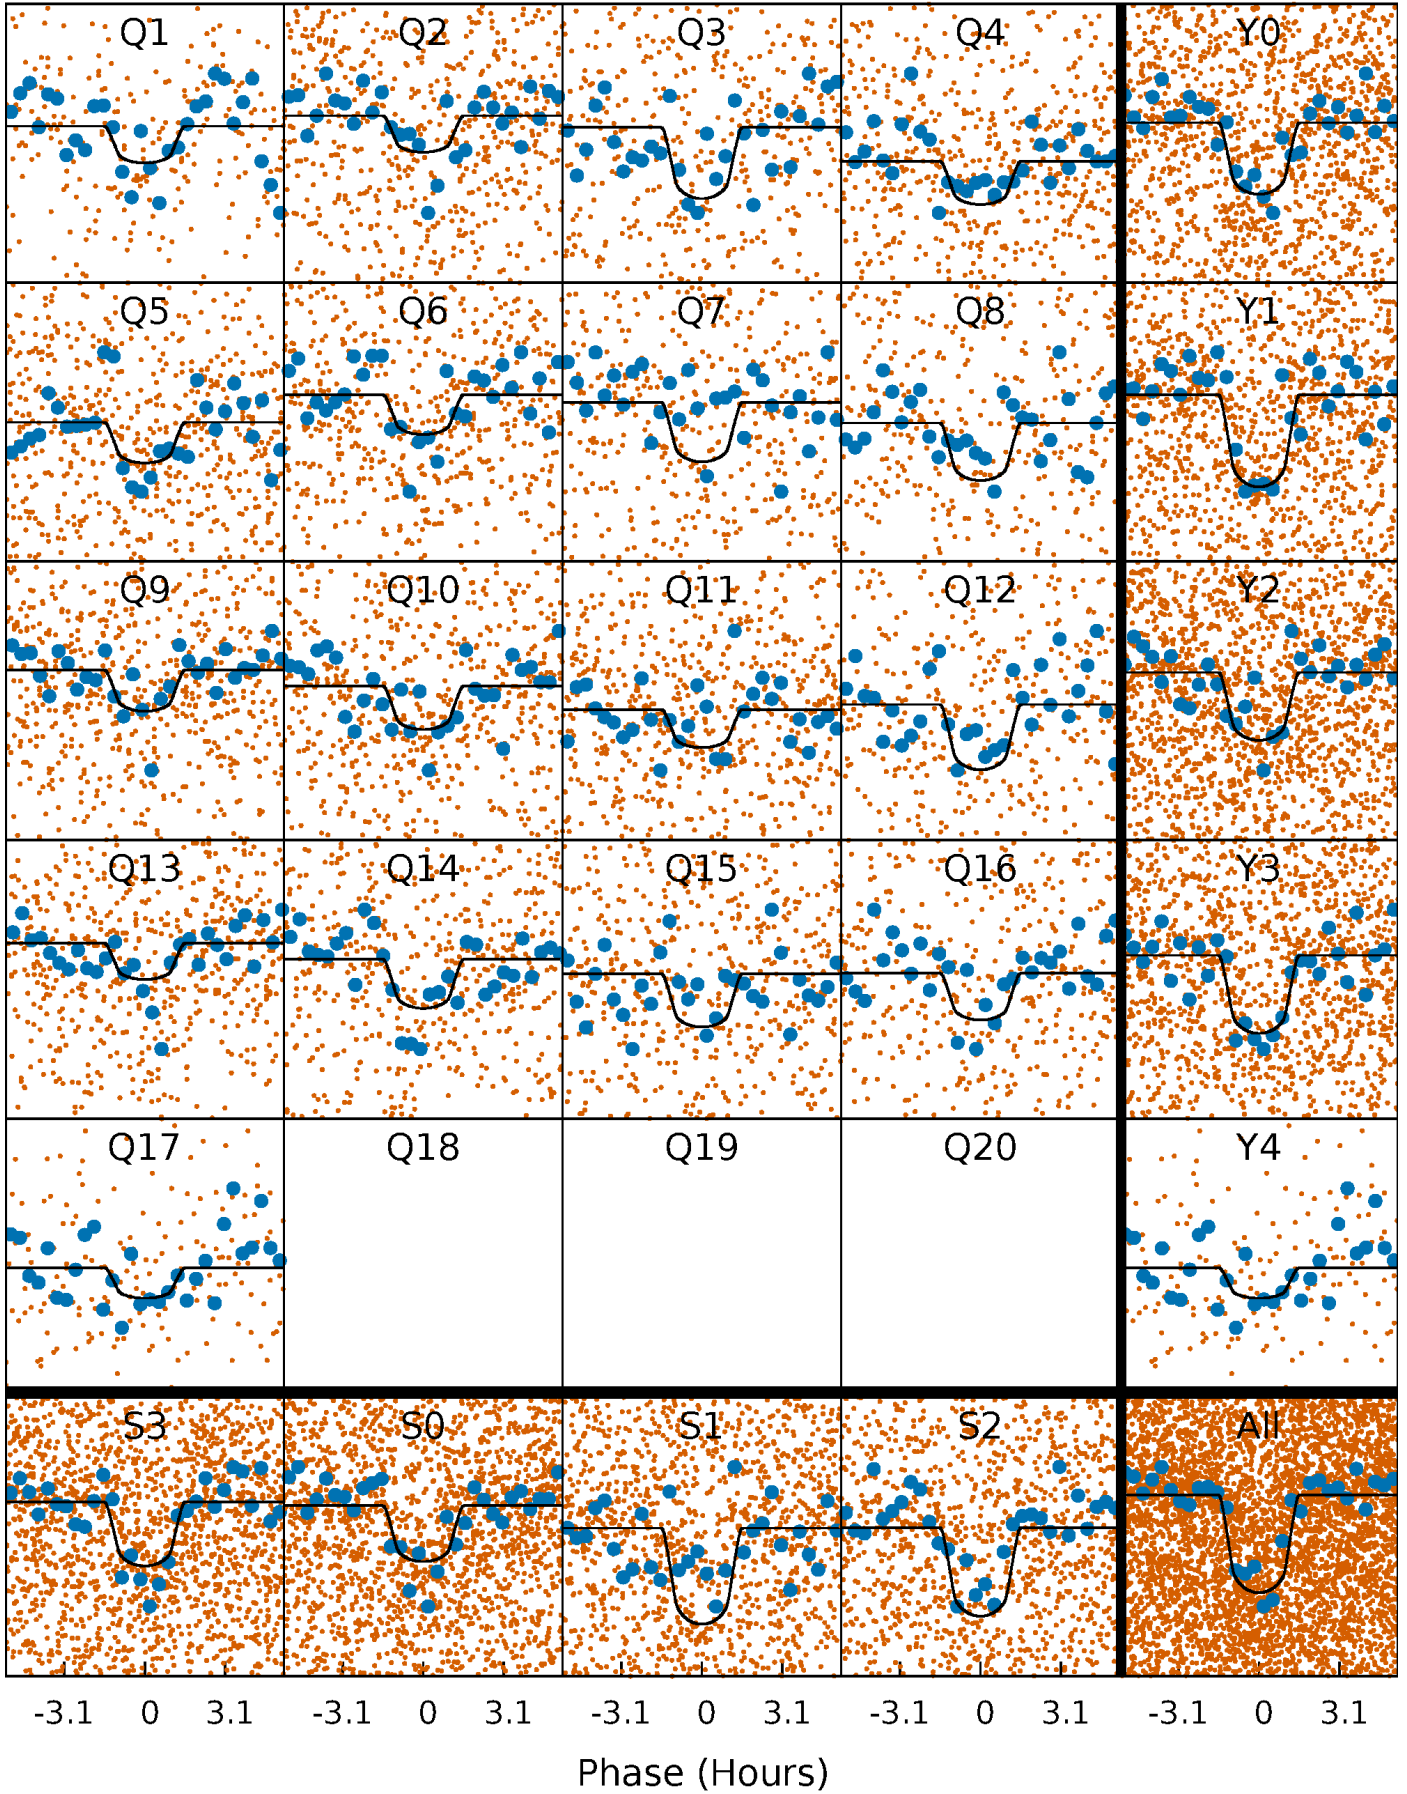 Q1 Q2 Q3 Q4 Y0
Q5 Q6 Q7 Q8 Y1
Q9 Q10 Q11 Q12 Y2
Q13 Q14 Q15 Q16 Y3
Q17 Q18 Q19 Q20 Y4
S3 S0 S1 S2 All
-3.1 0 3.1 -3.1 0 3.1 -3.1 0 3.1 -3.1 0 3.1 -3.1 0 3.1
Phase (Hours)